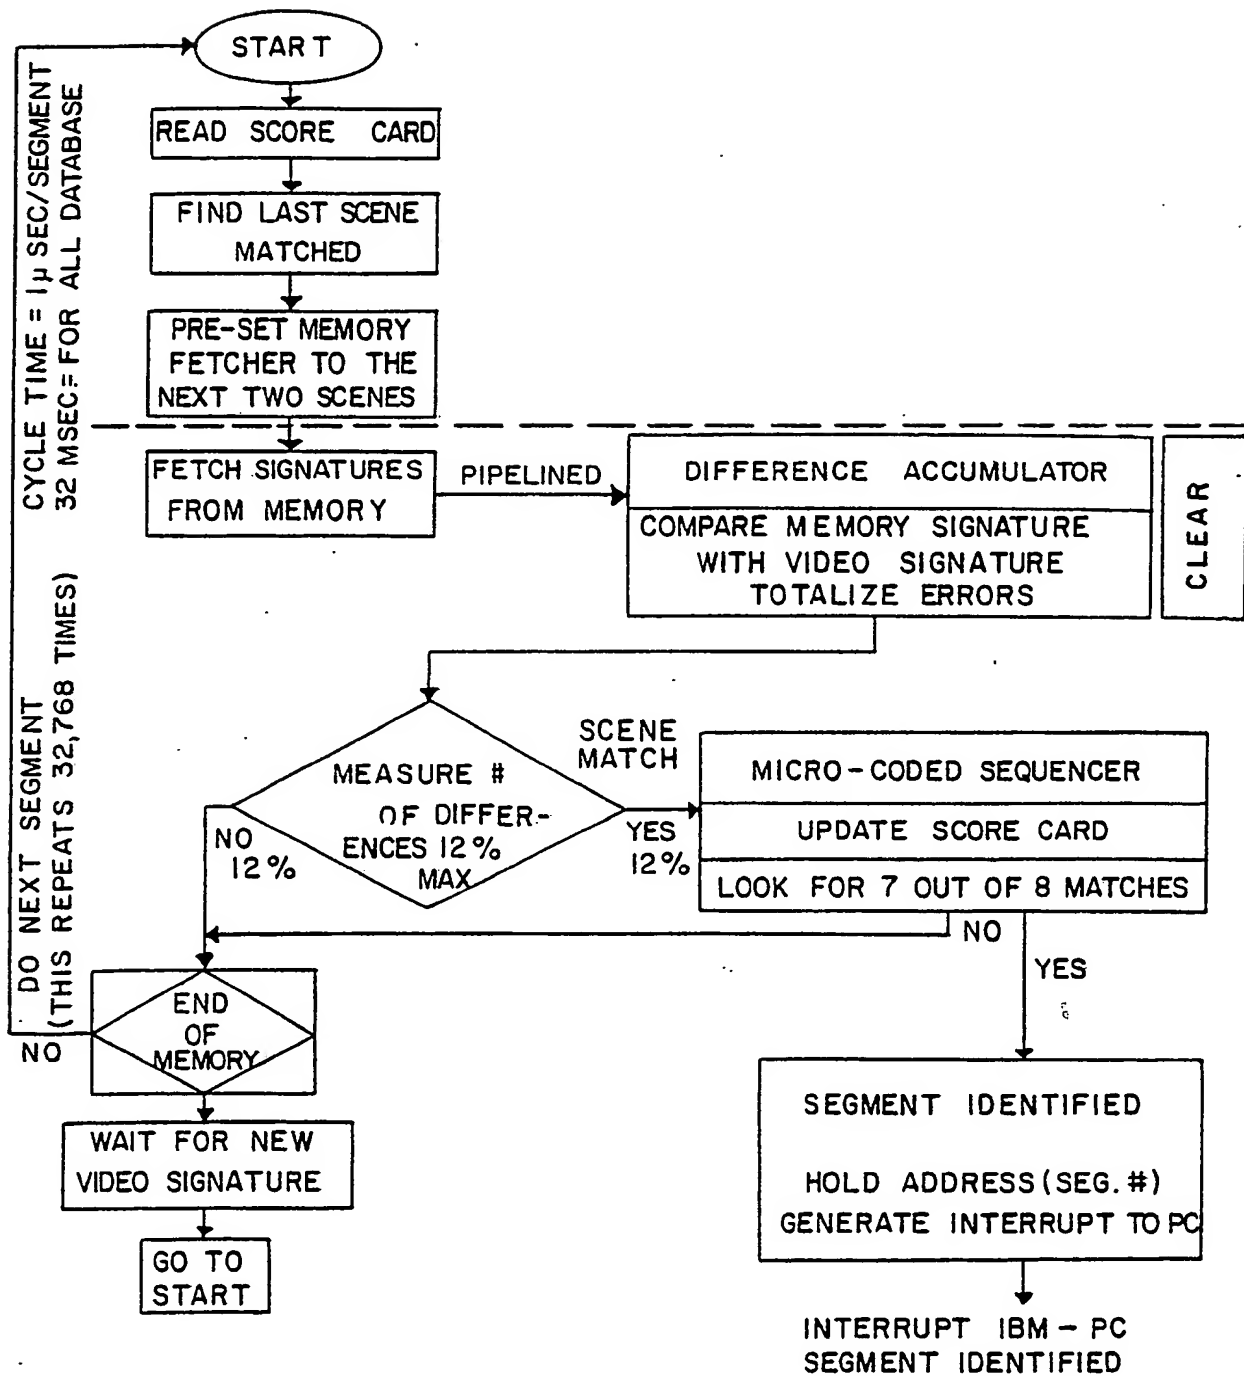 START
READ SCORE CARD
FIND LAST SCENE
MATCHED
PRE-SET MEMORY
FETCHER TO THE
NEXT TWO SCENES
CYCLE TIME = 1μ SEC/SEGMENT
32 MSEC = FOR ALL DATABASE
FETCH SIGNATURES
FROM MEMORY
PIPELINED
DIFFERENCE ACCUMULATOR
COMPARE MEMORY SIGNATURE
WITH VIDEO SIGNATURE
TOTALIZE ERRORS
CLEAR
DO NEXT SEGMENT
(THIS REPEATS 32,768 TIMES)
MEASURE #
OF DIFFER-
ENCES 12%
MAX
NO
12%
SCENE
MATCH
YES
12%
MICRO-CODED SEQUENCER
UPDATE SCORE CARD
LOOK FOR 7 OUT OF 8 MATCHES
NO
YES
END
OF
MEMORY
NO
WAIT FOR NEW
VIDEO SIGNATURE
GO TO
START
SEGMENT IDENTIFIED
HOLD ADDRESS (SEG. #)
GENERATE INTERRUPT TO PC
INTERRUPT IBM - PC
SEGMENT IDENTIFIED